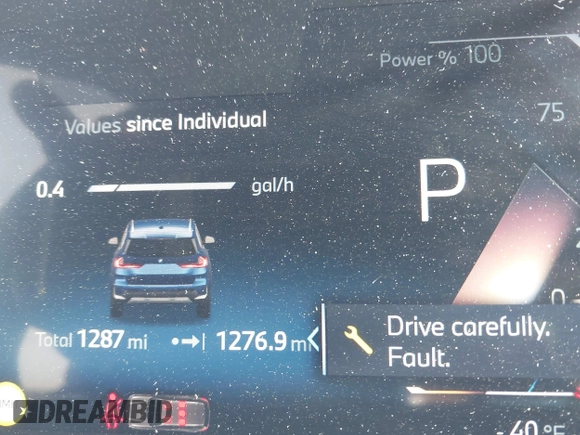 Power % 100
75
Values since Individual
0.4 gal/h
P
0
Total 1287 mi
1276.9 m
Drive carefully.
Fault.
DREAMBID
- 40 °F